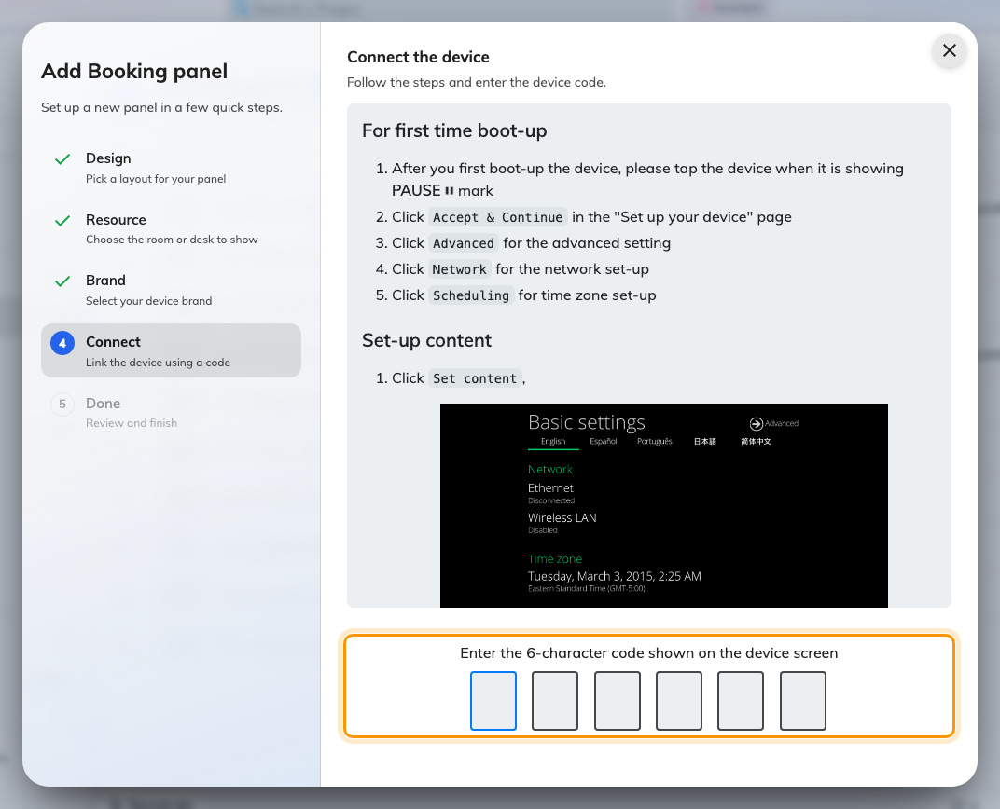 Add Booking panel
Set up a new panel in a few quick steps.
Design
Pick a layout for your panel
Resource
Choose the room or desk to show
Brand
Select your device brand
4
Connect
Link the device using a code
5
Done
Review and finish
Connect the device
Follow the steps and enter the device code.
For first time boot-up
1. After you first boot-up the device, please tap the device when it is showing
PAUSE ⏸ mark
2. Click Accept & Continue in the "Set up your device" page
3. Click Advanced for the advanced setting
4. Click Network for the network set-up
5. Click Scheduling for time zone set-up
Set-up content
1. Click Set content,
Basic settings
Advanced
English Español Português 日本語 简体中文
Network
Ethernet
Disconnected
Wireless LAN
Disabled
Time zone
Tuesday, March 3, 2015, 2:25 AM
Eastern Standard Time (GMT-5:00)
Enter the 6-character code shown on the device screen